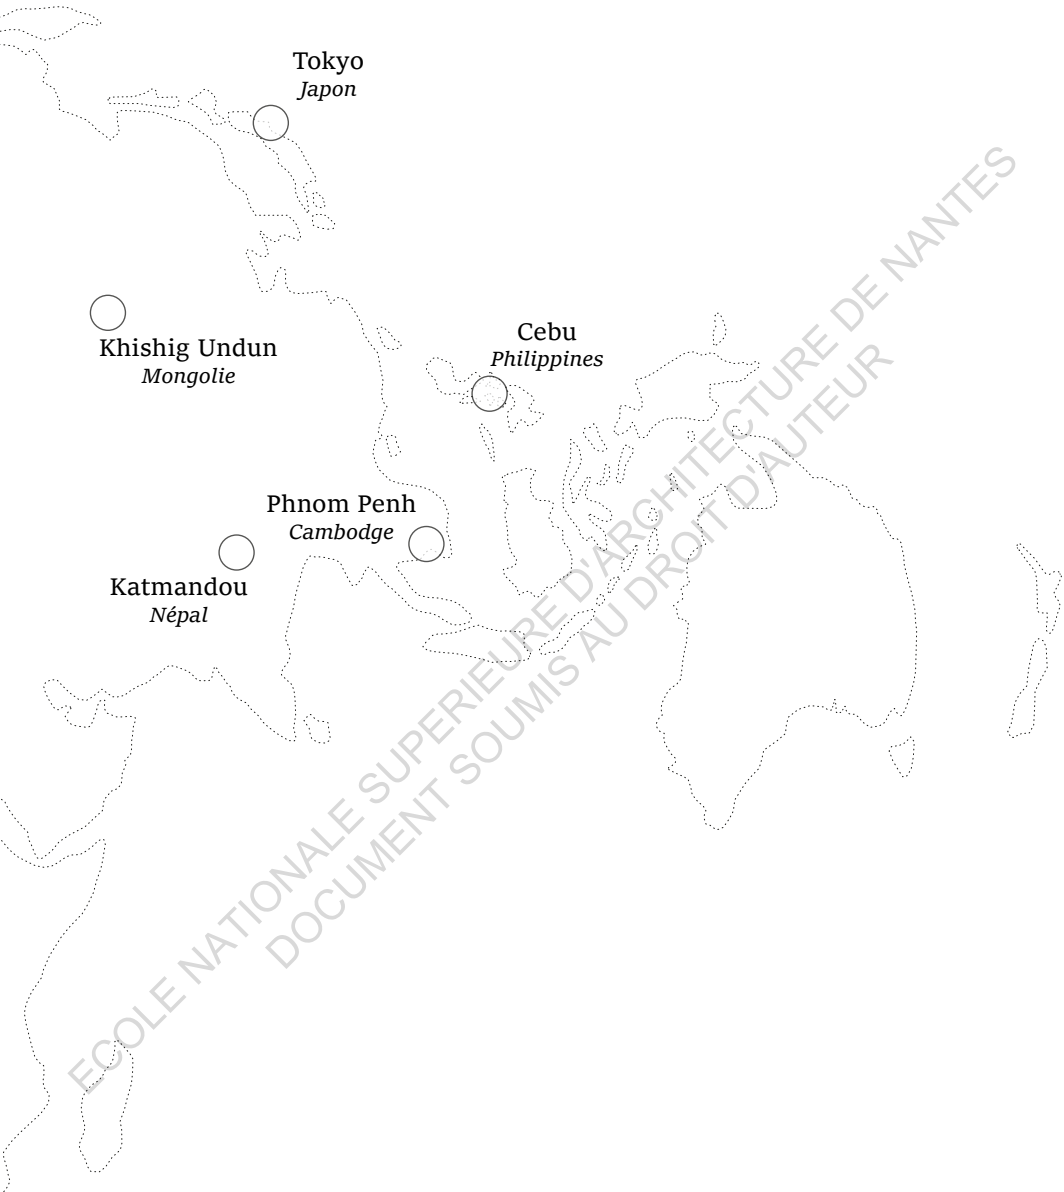 Tokyo
Japon
Khishig Undun
Mongolie
Cebu
Philippines
Phnom Penh
Cambodge
Katmandou
Népal
ECOLE NATIONALE SUPERIEURE D'ARCHITECTURE DE NANTES
DOCUMENT SOUMIS AU DROIT D'AUTEUR